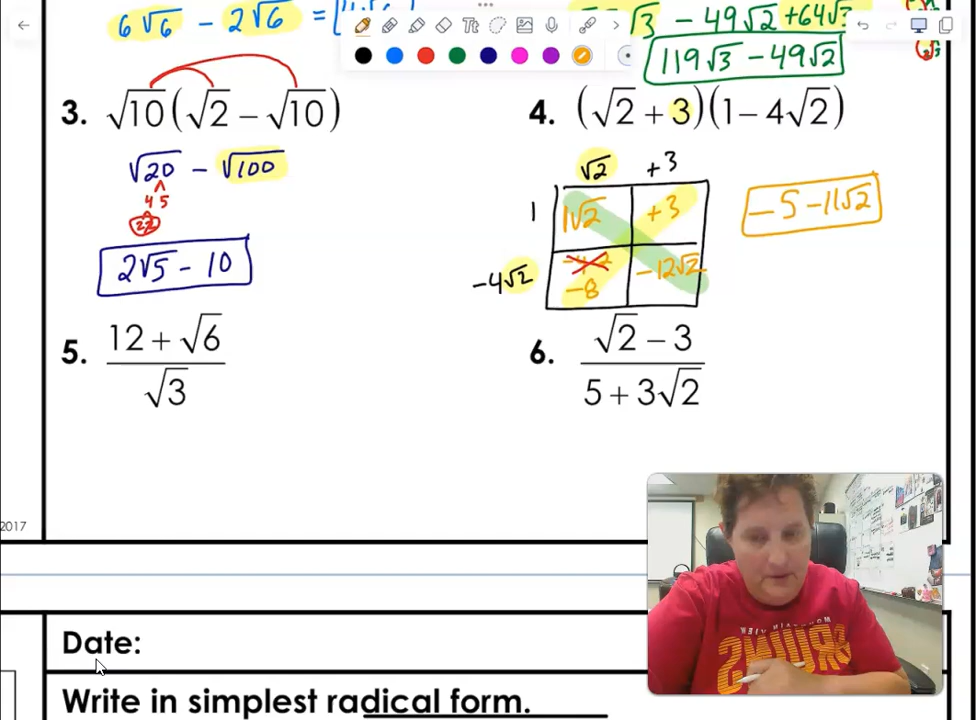 6√6 − 2√6 =
√3 − 49√2 + 64√3
119√3 − 49√2
3. √10(√2 − √10)
√20 − √100
4 5
2 2
2√5 − 10
4. (√2 + 3)(1 − 4√2)
√2 +3
1 1√2 +3
−4√2 −8 −12√2
−5 −11√2
5. 12 + √6
√3
6. √2 − 3
5 + 3√2
2017
Date:
Write in simplest radical form.